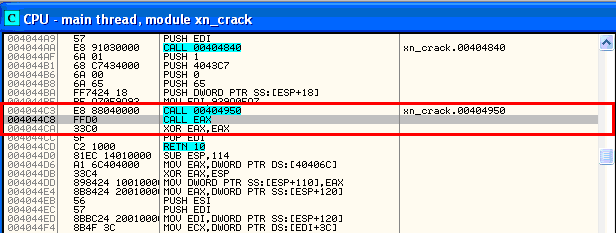 C CPU - main thread, module xn_crack
004044A9 57 PUSH EDI
004044AA E8 91030000 CALL 00404840 xn_crack.00404840
004044AF 6A 01 PUSH 1
004044B1 68 C7434000 PUSH 4043C7
004044B6 6A 00 PUSH 0
004044B8 6A 65 PUSH 65
004044BA FF7424 18 PUSH DWORD PTR SS:[ESP+18]
004044BE MOV EDI
004044C3 E8 88040000 CALL 00404950 xn_crack.00404950
004044C8 FFD0 CALL EAX
004044CA 33C0 XOR EAX,EAX
004044CC 5F POP EDI
004044CD C2 1000 RETN 10
004044D0 81EC 14010000 SUB ESP,114
004044D6 A1 6C404000 MOV EAX,DWORD PTR DS:[40406C]
004044DB 33C4 XOR EAX,ESP
004044DD 898424 1001000 MOV DWORD PTR SS:[ESP+110],EAX
004044E4 8B8424 2001000 MOV EAX,DWORD PTR SS:[ESP+120]
004044EB 56 PUSH ESI
004044EC 57 PUSH EDI
004044ED 8BBC24 2001000 MOV EDI,DWORD PTR SS:[ESP+120]
004044F4 8B4F 3C MOV ECX,DWORD PTR DS:[EDI+3C]